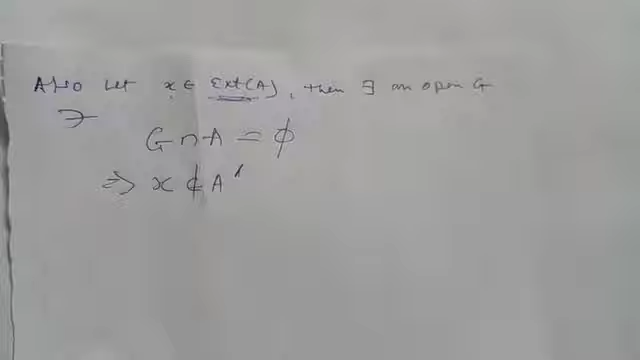 Also let x ∈ Ext(A), then ∃ an open G
∋
G ∩ A = ϕ
⇒ x ∉ A'